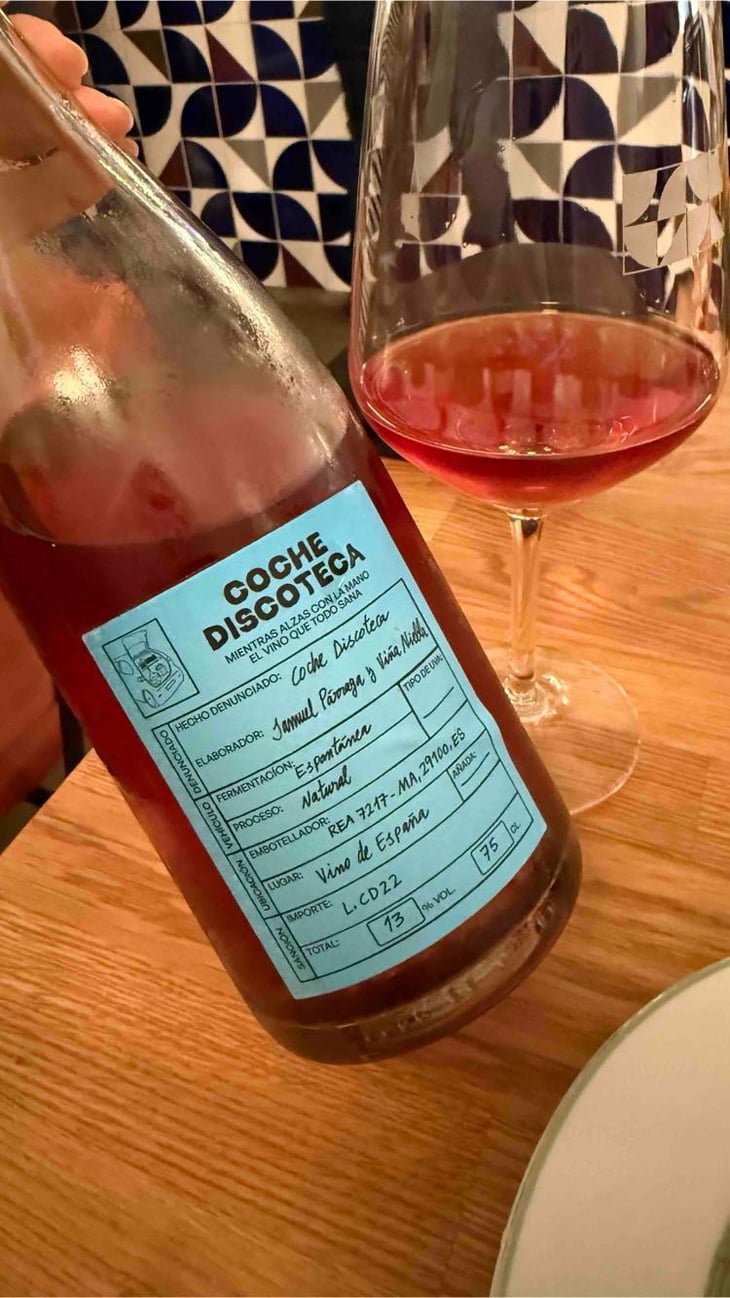 COCHE
DISCOTECA
MIENTRAS ALZAS CON LA MANO
EL VINO QUE TODO SANA
HECHO DENUNCIADO: Coche Discoteca
ELABORADOR: Samuel Párraga y Viña Niebla
FERMENTACÍON: Espontánea
TIPO DE UVA:
PROCESO: Natural
EMBOTELLADOR: REA 7217-MA, 29100.ES
LUGAR: Vino de España
AÑADA:
IMPORTE: L.CD22
TOTAL: 13 % VOL. 75 CL
VEHÍCULO DENUNCIADO
UBICACIÓN
SANCIÓN